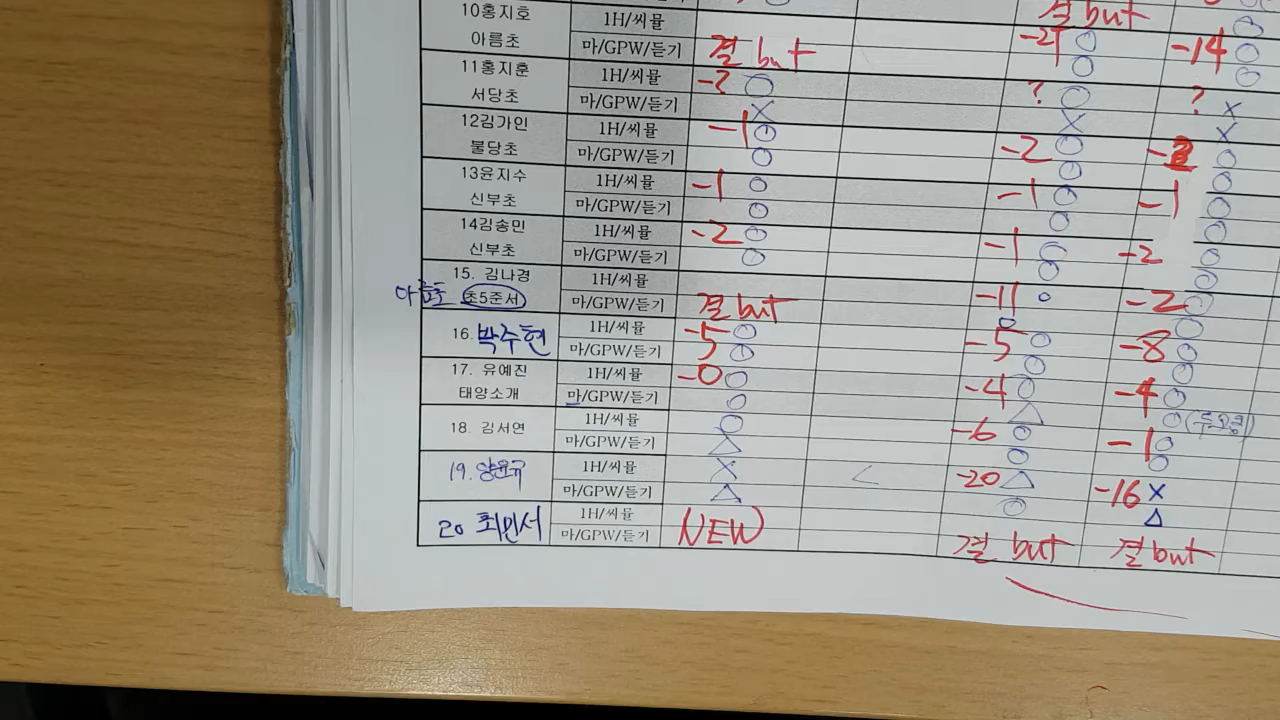 결 but
10홍지호 1H/씨뮬 -21 ○ -14 ○
아름초 마/GPW/듣기 결 but ○ ○
11홍지훈 1H/씨뮬 -2 ○ ? ○ ? x
서당초 마/GPW/듣기 X X X
12김가인 1H/씨뮬 -1 ○ -2 ○ ○
불당초 마/GPW/듣기 ○ ○ ○
13윤지수 1H/씨뮬 -1 ○ -1 ○ -1 ○
신부초 마/GPW/듣기 ○ ○ ○
14김송민 1H/씨뮬 -2 ○ -1 ○ -2 ○
신부초 마/GPW/듣기 ○ ○ ○
15. 김나경 1H/씨뮬 -11 ○ -2 ○
아름초 초5준서 마/GPW/듣기 결 but ○ ○
16. 박주현 1H/씨뮬 -5 ○ -5 ○ -8 ○
마/GPW/듣기 5 ○ ○ ○
17. 유예진 1H/씨뮬 -0 ○ -4 ○ -4 ○
태양소개 마/GPW/듣기 ○ △ ○
18. 김서연 1H/씨뮬 ○ -6 ○ -1 ○
마/GPW/듣기 △ ○ ○
19. 양윤규 1H/씨뮬 X -20 △ -16 x
마/GPW/듣기 △ ○ △
20 최민서 1H/씨뮬 NEW
마/GPW/듣기 결 but 결 but